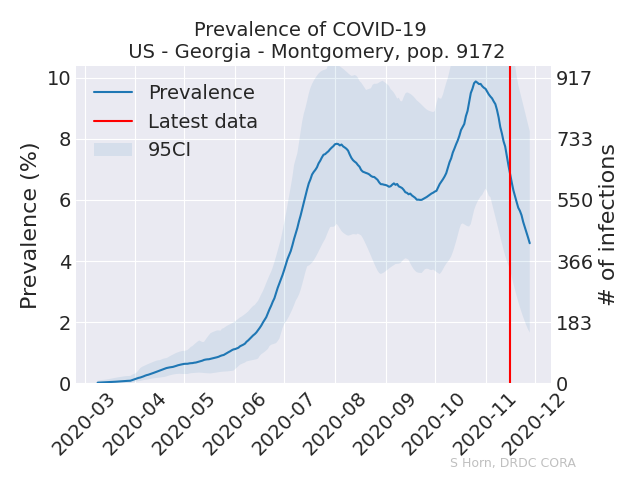 Prevalence of COVID-19
US - Georgia - Montgomery, pop. 9172
Prevalence
Latest data
95CI
Prevalence (%)
10
8
6
4
2
0
917
733
550
366
183
0
# of infections
2020-03
2020-04
2020-05
2020-06
2020-07
2020-08
2020-09
2020-10
2020-11
2020-12
S Horn, DRDC CORA